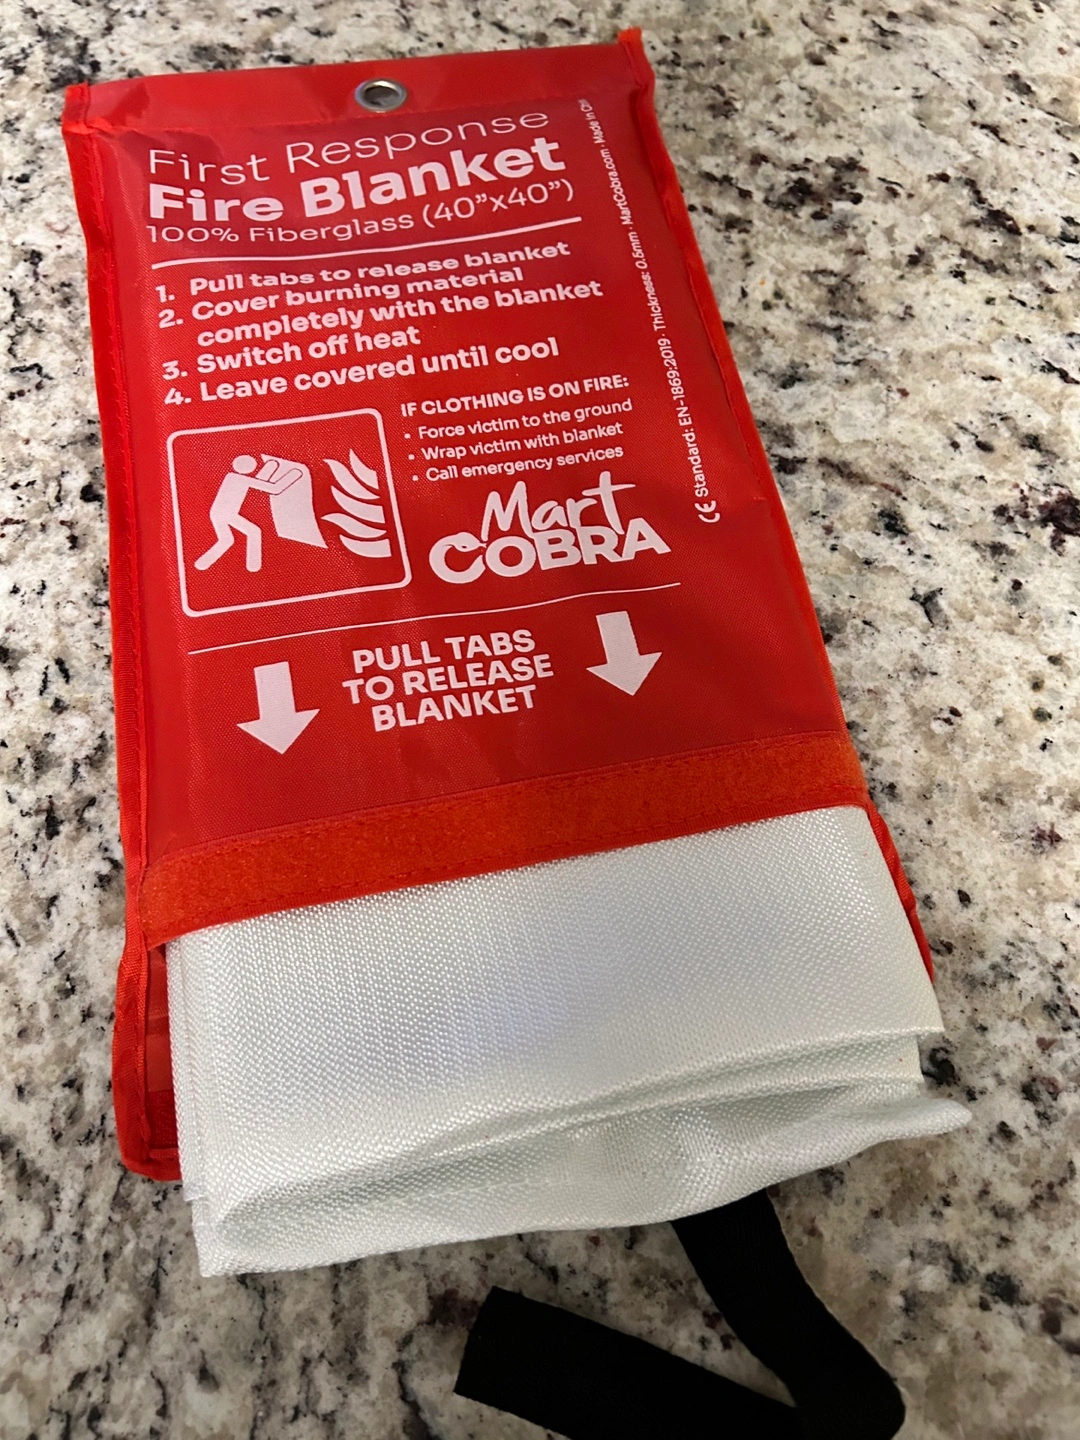 First Response
Fire Blanket
100% Fiberglass (40”x40”)
1. Pull tabs to release blanket
2. Cover burning material
completely with the blanket
3. Switch off heat
4. Leave covered until cool
IF CLOTHING IS ON FIRE:
• Force victim to the ground
• Wrap victim with blanket
• Call emergency services
Mart
COBRA
PULL TABS
TO RELEASE
BLANKET
CE Standard: EN-1869:2019 · Thickness: 0.6mm · MartCobra.com · Made in